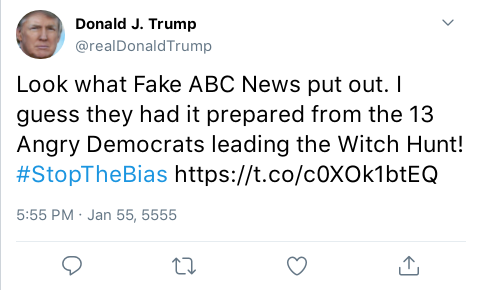 Donald J. Trump
@realDonaldTrump
Look what Fake ABC News put out. I
guess they had it prepared from the 13
Angry Democrats leading the Witch Hunt!
#StopTheBias https://t.co/c0XOk1btEQ
5:55 PM · Jan 55, 5555